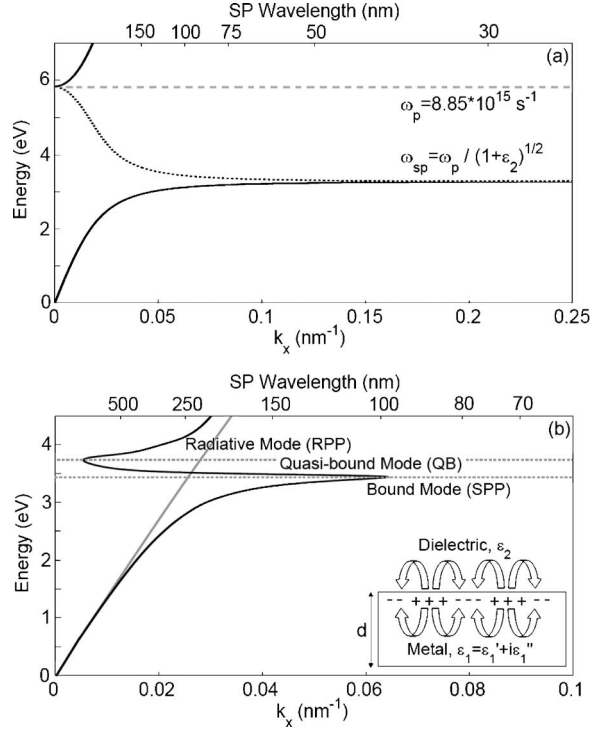 SP Wavelength (nm)
150 100 75 50 30
(a)
6
4
2
0
Energy (eV)
ωp=8.85*10^15 s^-1
ωsp=ωp / (1+ε2)^1/2
0 0.05 0.1 0.15 0.2 0.25
kx (nm^-1)
SP Wavelength (nm)
500 250 150 100 80 70
(b)
4
3
2
1
0
Energy (eV)
Radiative Mode (RPP)
Quasi-bound Mode (QB)
Bound Mode (SPP)
Dielectric, ε2
-- +++ --- +++ --
d
Metal, ε1=ε1'+iε1''
0 0.02 0.04 0.06 0.08 0.1
kx (nm^-1)